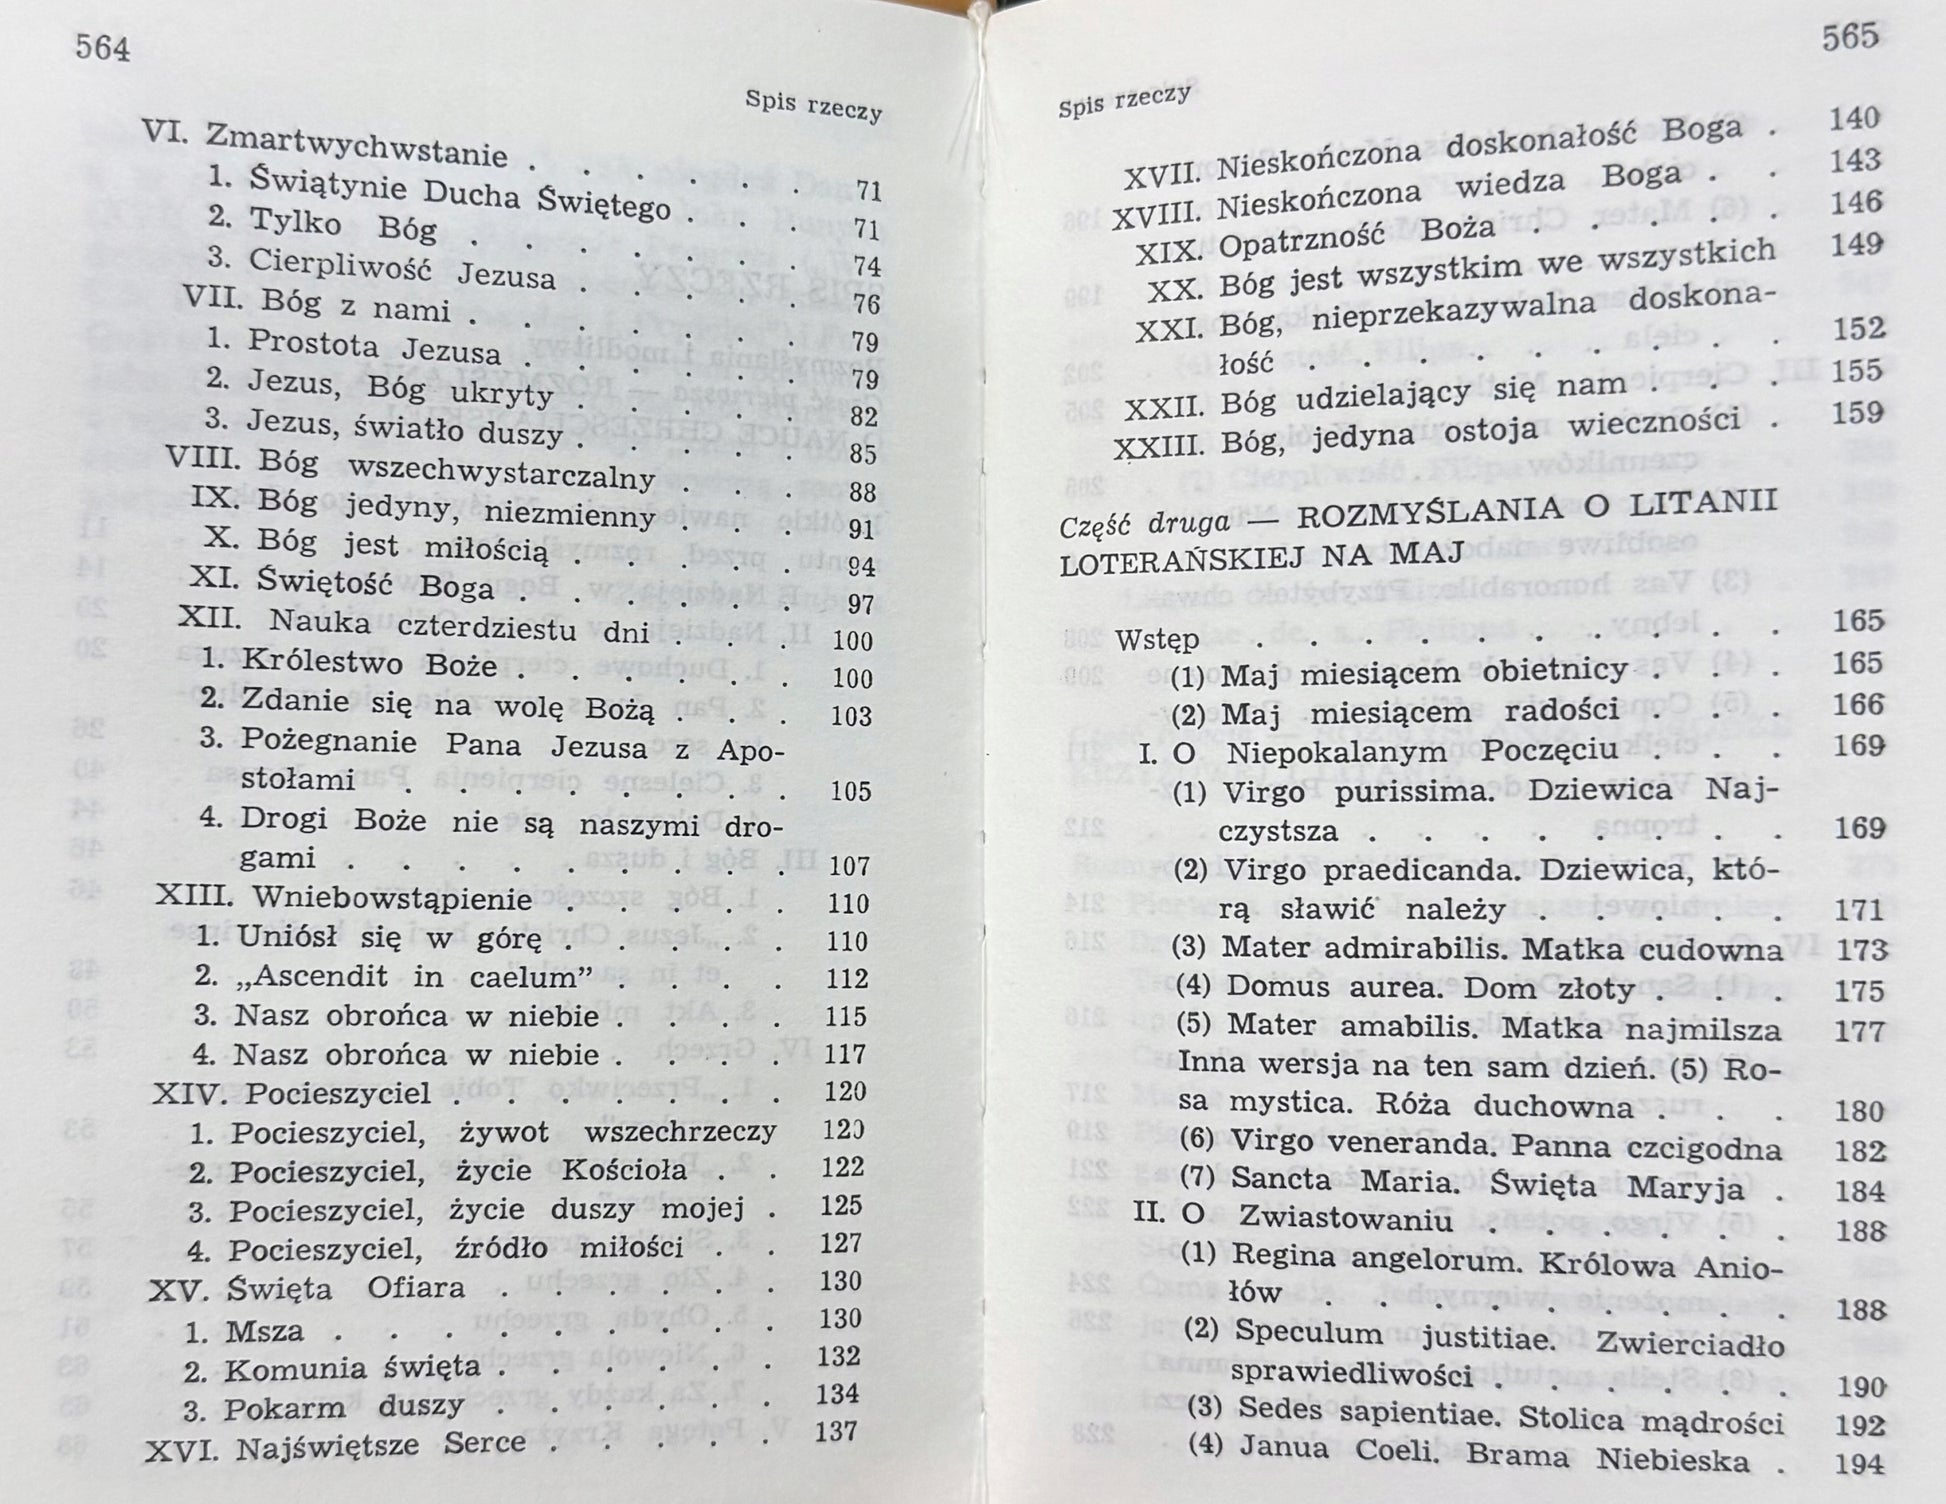 564
Spis rzeczy
VI. Zmartwychwstanie . . . . . . 71
1. Świątynie Ducha Świętego . . . 71
2. Tylko Bóg . . . . . . . 74
3. Cierpliwość Jezusa . . . . . 76
VII. Bóg z nami . . . . . . . 79
1. Prostota Jezusa . . . . . . 79
2. Jezus, Bóg ukryty . . . . . 82
3. Jezus, światło duszy . . . . . 85
VIII. Bóg wszechwystarczalny . . . 88
IX. Bóg jedyny, niezmienny . . . 91
X. Bóg jest miłością . . . . . 94
XI. Świętość Boga . . . . . . 97
XII. Nauka czterdziestu dni . . . 100
1. Królestwo Boże . . . . . . 100
2. Zdanie się na wolę Bożą . . . 103
3. Pożegnanie Pana Jezusa z Apo-
stołami . . . . . . . . 105
4. Drogi Boże nie są naszymi dro-
gami . . . . . . . . . 107
XIII. Wniebowstąpienie . . . . . 110
1. Uniósł się w górę . . . . . 110
2. „Ascendit in caelum” . . . . 112
3. Nasz obrońca w niebie . . . . 115
4. Nasz obrońca w niebie . . . . 117
XIV. Pocieszyciel . . . . . . . 120
1. Pocieszyciel, żywot wszechrzeczy 120
2. Pocieszyciel, życie Kościoła . . 122
3. Pocieszyciel, życie duszy mojej . 125
4. Pocieszyciel, źródło miłości . . 127
XV. Święta Ofiara . . . . . . 130
1. Msza . . . . . . . . . 130
2. Komunia święta . . . . . . 132
3. Pokarm duszy . . . . . . 134
XVI. Najświętsze Serce . . . . . 137
565
Spis rzeczy
XVII. Nieskończona doskonałość Boga . 140
XVIII. Nieskończona wiedza Boga . . 143
XIX. Opatrzność Boża . . . . . 146
XX. Bóg jest wszystkim we wszystkich 149
XXI. Bóg, nieprzekazywalna doskona-
łość . . . . . . . . . 152
XXII. Bóg udzielający się nam . . . 155
XXIII. Bóg, jedyna ostoja wieczności . 159
Część druga — ROZMYŚLANIA O LITANII
LOTERAŃSKIEJ NA MAJ
Wstęp . . . . . . . . . . 165
(1) Maj miesiącem obietnicy . . . 165
(2) Maj miesiącem radości . . . 166
I. O Niepokalanym Poczęciu . . . 169
(1) Virgo purissima. Dziewica Naj-
czystsza . . . . . . . . 169
(2) Virgo praedicanda. Dziewica, któ-
rą sławić należy . . . . . 171
(3) Mater admirabilis. Matka cudowna 173
(4) Domus aurea. Dom złoty . . . 175
(5) Mater amabilis. Matka najmilsza 177
Inna wersja na ten sam dzień. (5) Ro-
sa mystica. Róża duchowna . . . 180
(6) Virgo veneranda. Panna czcigodna 182
(7) Sancta Maria. Święta Maryja . 184
II. O Zwiastowaniu . . . . . . 188
(1) Regina angelorum. Królowa Anio-
łów . . . . . . . . . 188
(2) Speculum justitiae. Zwierciadło
sprawiedliwości . . . . . . 190
(3) Sedes sapientiae. Stolica mądrości 192
(4) Janua Coeli. Brama Niebieska . 194